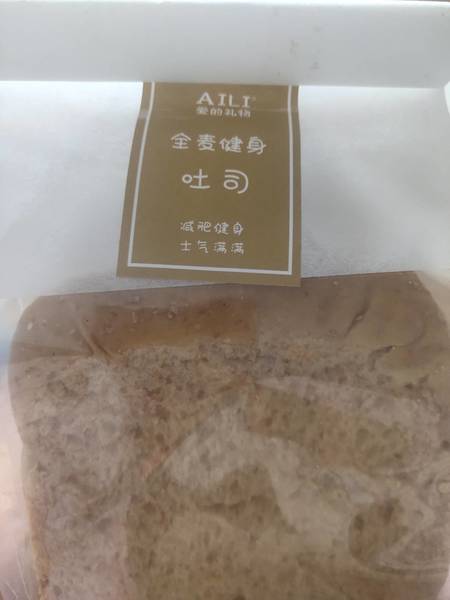 AILI
爱的礼物
全麦健身
吐司
减肥健身
士气满满